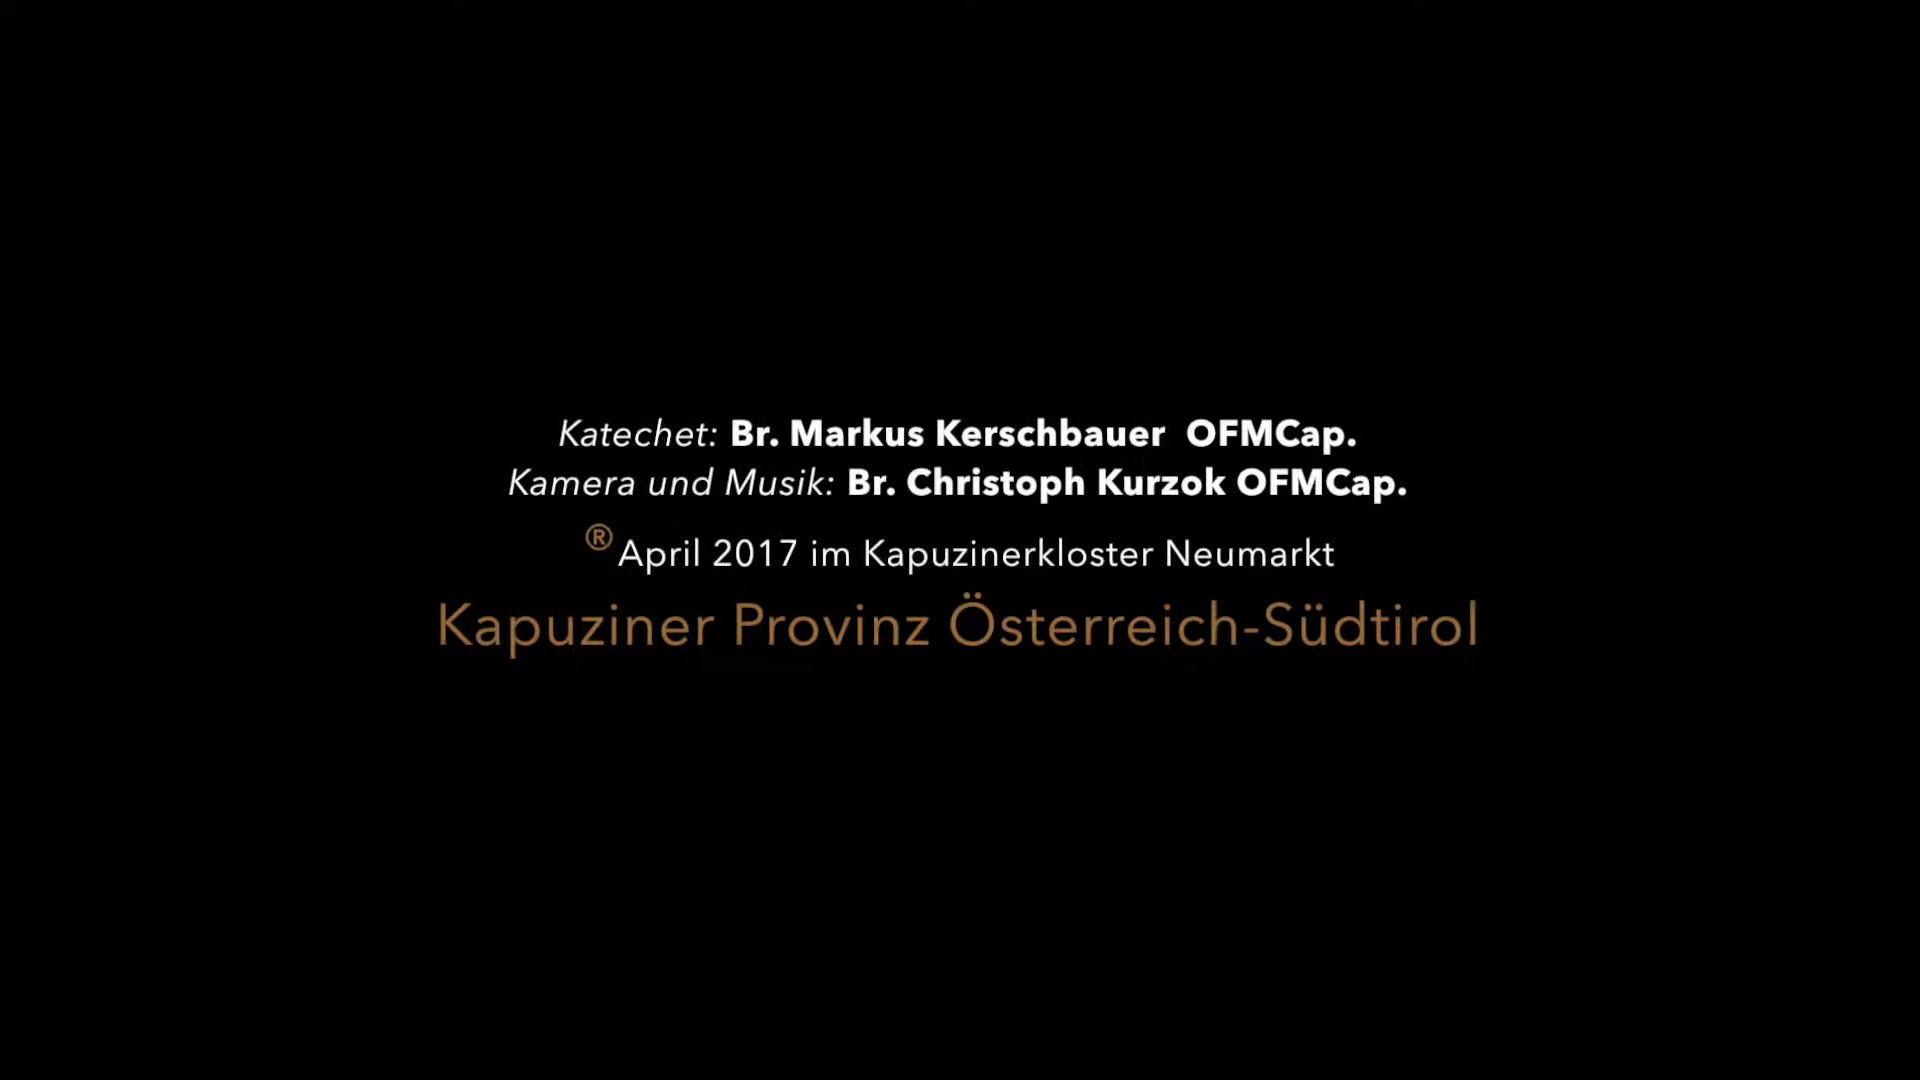 Katechet: Br. Markus Kerschbauer OFMCap.
Kamera und Musik: Br. Christoph Kurzok OFMCap.
® April 2017 im Kapuzinerkloster Neumarkt
Kapuziner Provinz Österreich-Südtirol